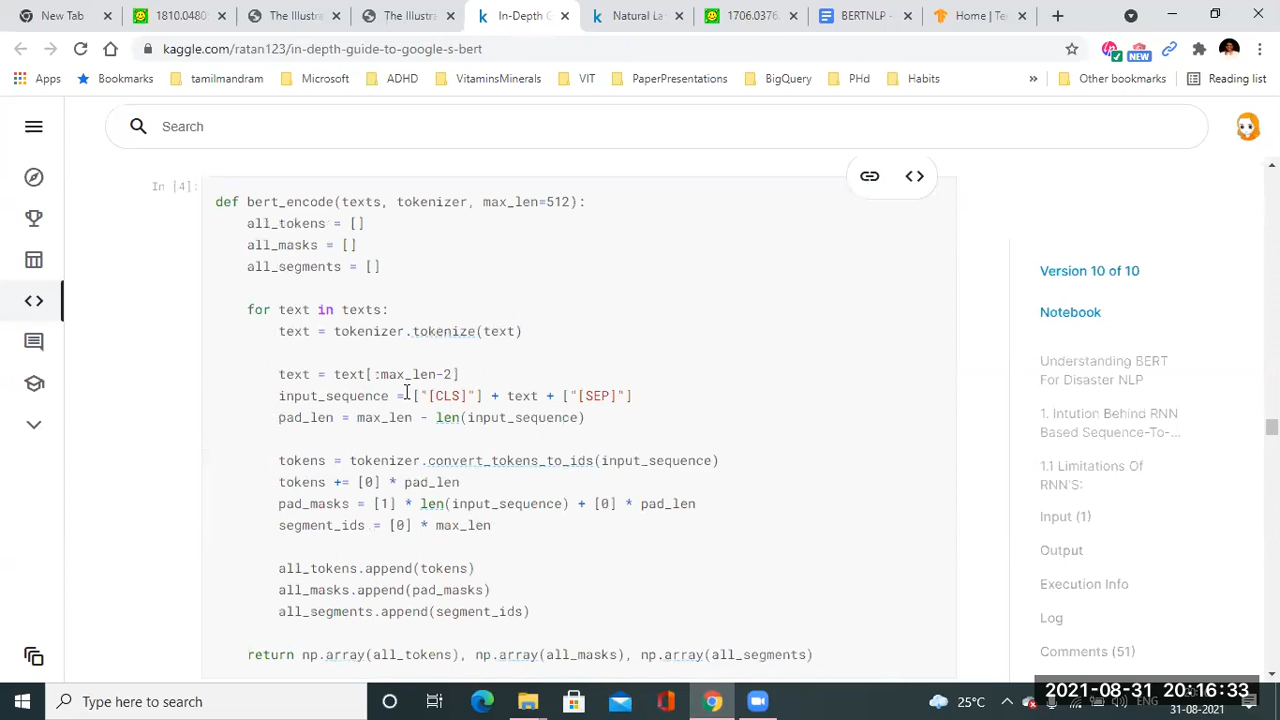 New Tab
1810.0480
The Illustra
The Illustra
In-Depth G
Natural La
1706.0376
BERTNLP -
Home | Te
kaggle.com/ratan123/in-depth-guide-to-google-s-bert
NEW
Apps
Bookmarks
tamilmandram
Microsoft
ADHD
VitaminsMinerals
VIT
PaperPresentations
BigQuery
PHd
Habits
»
Other bookmarks
Reading list
Search
In [4]:
def bert_encode(texts, tokenizer, max_len=512):
all_tokens = []
all_masks = []
all_segments = []
for text in texts:
text = tokenizer.tokenize(text)
text = text[:max_len-2]
input_sequence = ["[CLS]"] + text + ["[SEP]"]
pad_len = max_len - len(input_sequence)
tokens = tokenizer.convert_tokens_to_ids(input_sequence)
tokens += [0] * pad_len
pad_masks = [1] * len(input_sequence) + [0] * pad_len
segment_ids = [0] * max_len
all_tokens.append(tokens)
all_masks.append(pad_masks)
all_segments.append(segment_ids)
return np.array(all_tokens), np.array(all_masks), np.array(all_segments)
Version 10 of 10
Notebook
Understanding BERT
For Disaster NLP
1. Intution Behind RNN
Based Sequence-To-...
1.1 Limitations Of
RNN'S:
Input (1)
Output
Execution Info
Log
Comments (51)
Type here to search
25°C
ENG
2021-08-31 20:16:33
31-08-2021